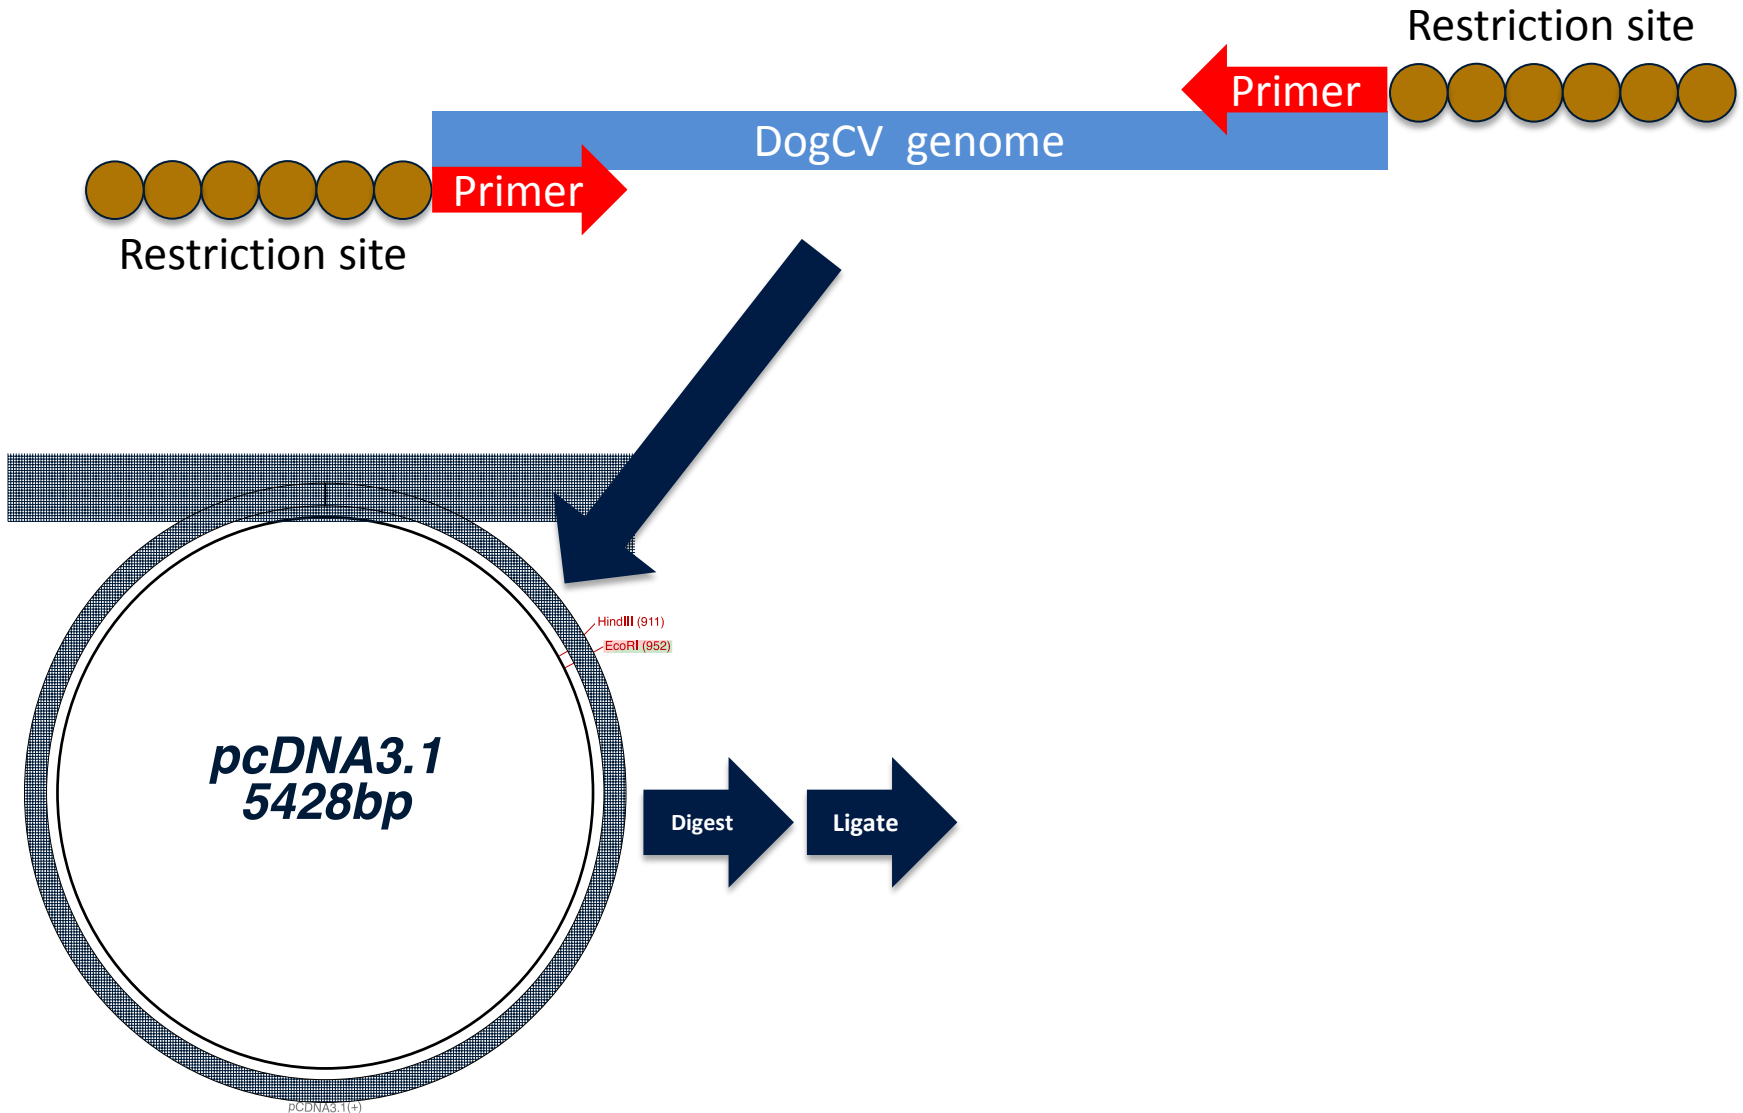 Restriction site
Primer
DogCV genome
Primer
Restriction site
HindIII (911)
EcoRI (952)
pcDNA3.1
5428bp
Digest
Ligate
pCDNA3.1(+)